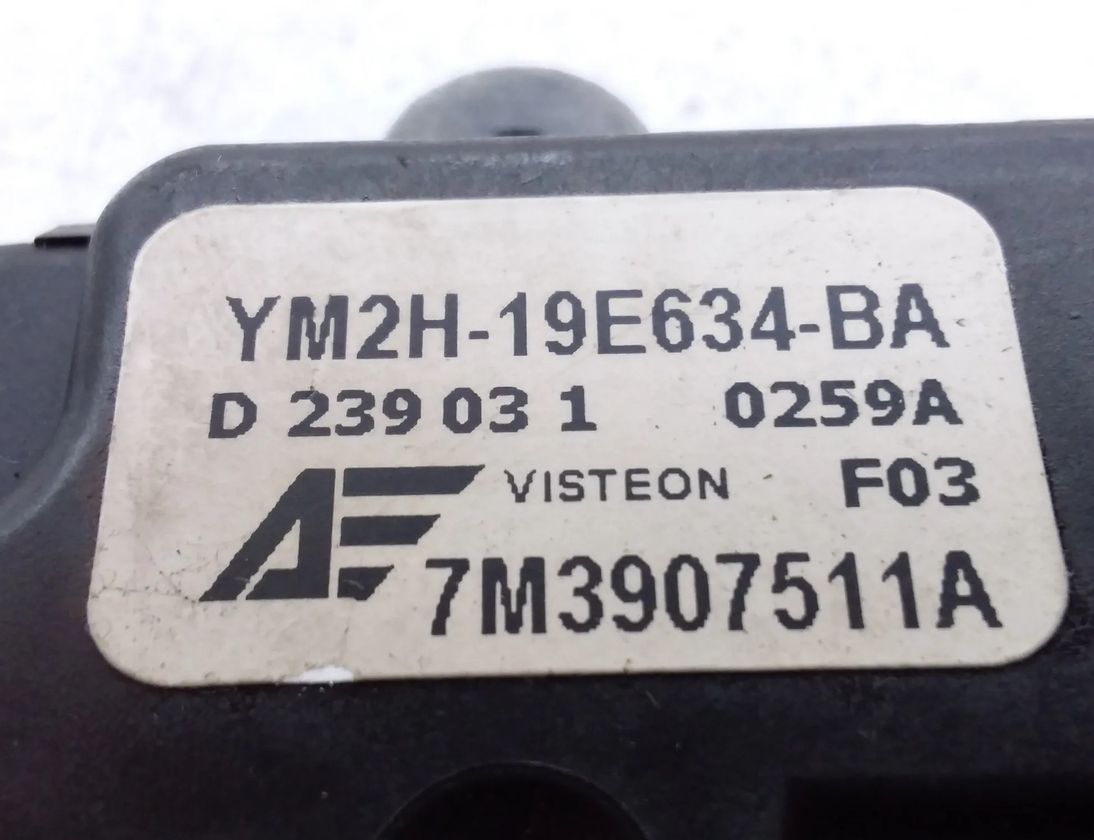 YM2H-19E634-BA
D 239 03 1 0259A
AF VISTEON F03
7M3907511A